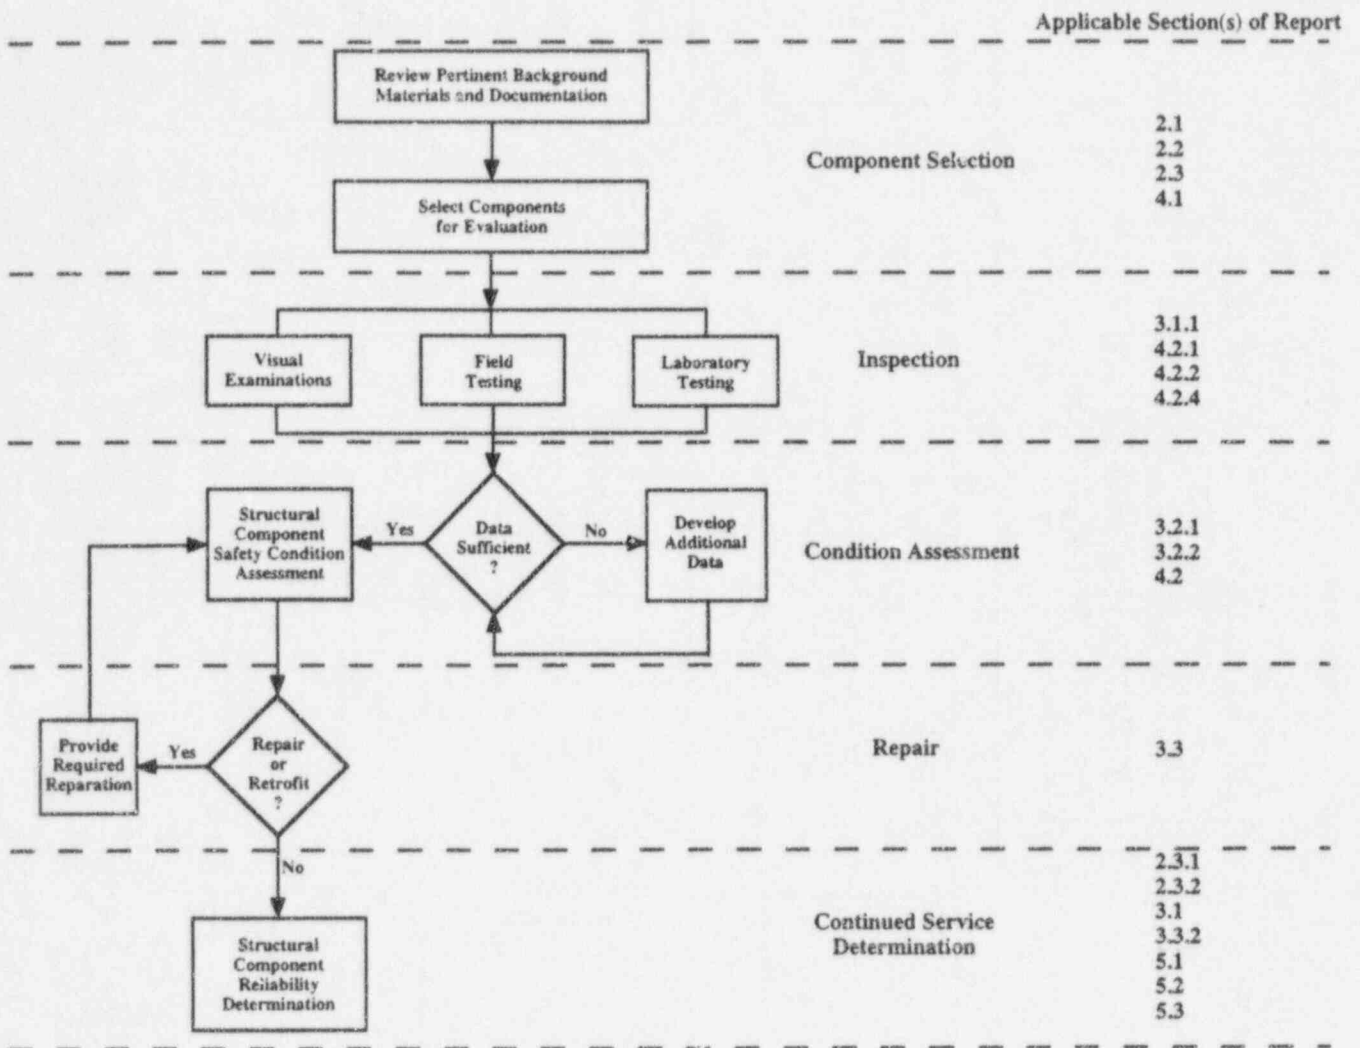 Applicable Section(s) of Report
Review Pertinent Background
Materials and Documentation
Select Components
for Evaluation
Component Selection
2.1
2.2
2.3
4.1
Visual
Examinations
Field
Testing
Laboratory
Testing
Inspection
3.1.1
4.2.1
4.2.2
4.2.4
Structural
Component
Safety Condition
Assessment
Yes
Data
Sufficient
?
No
Develop
Additional
Data
Condition Assessment
3.2.1
3.2.2
4.2
Provide
Required
Reparation
Yes
Repair
or
Retrofit
?
Repair
3.3
No
Structural
Component
Reliability
Determination
Continued Service
Determination
2.3.1
2.3.2
3.1
3.3.2
5.1
5.2
5.3